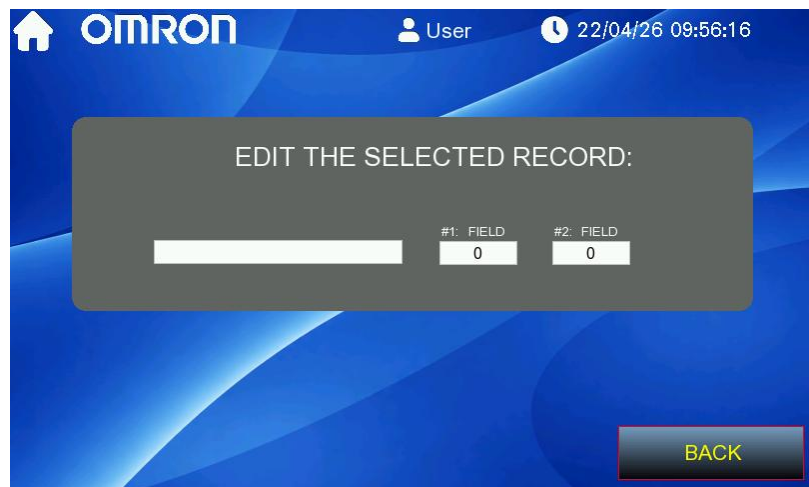 OMRON
User
22/04/26 09:56:16
EDIT THE SELECTED RECORD:
#1: FIELD
#2: FIELD
0
0
BACK